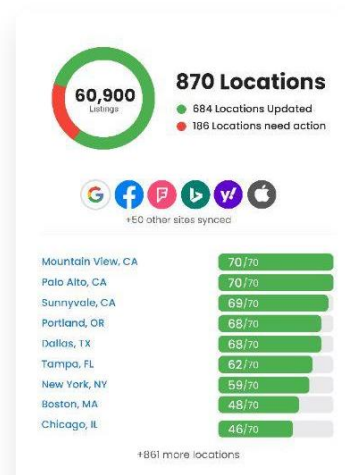 870 Locations
60,900
Listings
684 Locations Updated
186 Locations need action
G f B y!
+50 other sites synced
Mountain View, CA 70/70
Palo Alto, CA 70/70
Sunnyvale, CA 69/70
Portland, OR 68/70
Dallas, TX 68/70
Tampa, FL 62/70
New York, NY 59/70
Boston, MA 48/70
Chicago, IL 46/70
+861 more locations